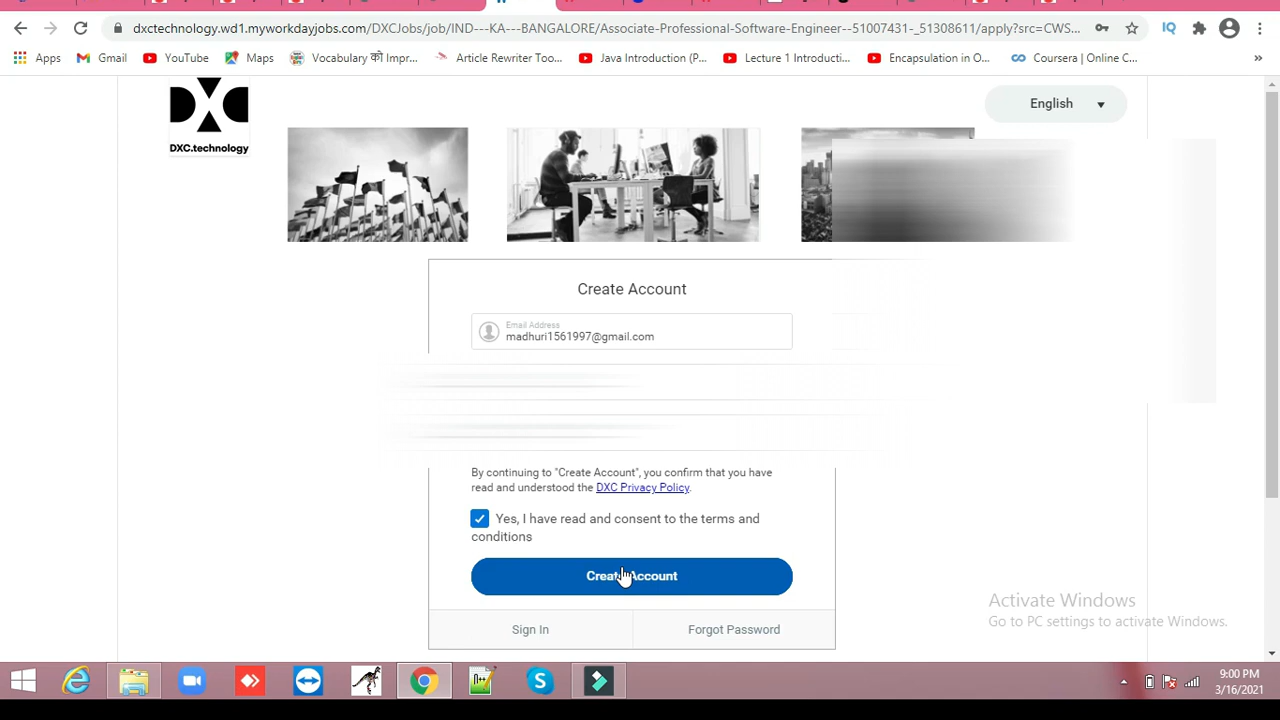 dxctechnology.wd1.myworkdayjobs.com/DXCJobs/job/IND---KA---BANGALORE/Associate-Professional-Software-Engineer--51007431-_51308611/apply?src=CWS...
Apps Gmail YouTube Maps Vocabulary को Impr... Article Rewriter Too... Java Introduction (P... Lecture 1 Introducti... Encapsulation in O... Coursera | Online C... »
DXC.technology
English
Create Account
Email Address
madhuri1561997@gmail.com
By continuing to "Create Account", you confirm that you have
read and understood the DXC Privacy Policy.
Yes, I have read and consent to the terms and
conditions
Create Account
Sign In Forgot Password
Activate Windows
Go to PC settings to activate Windows.
9:00 PM
3/16/2021